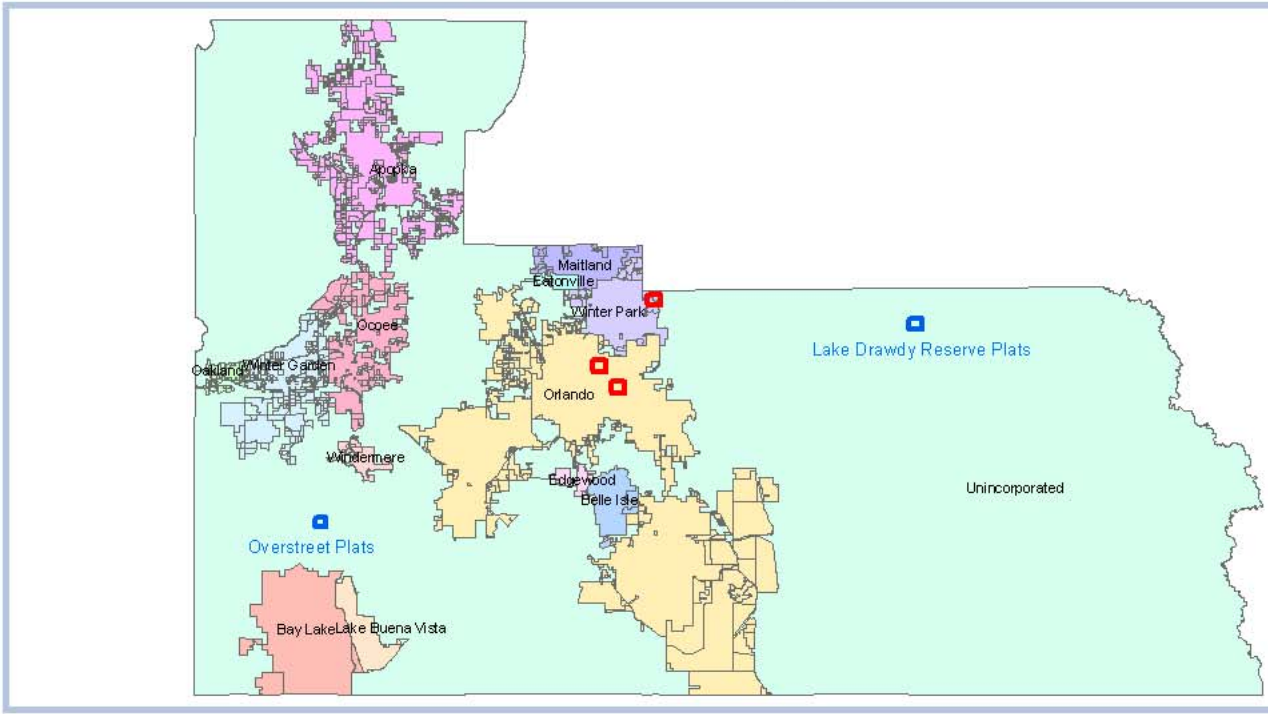 Apopka
Maitland
Eatonville
Winter Park
Lake Drawdy Reserve Plats
Ocoee
Oakland
Winter Garden
Orlando
Windermere
Edgewood
Belle Isle
Unincorporated
Overstreet Plats
Bay Lake
Lake Buena Vista